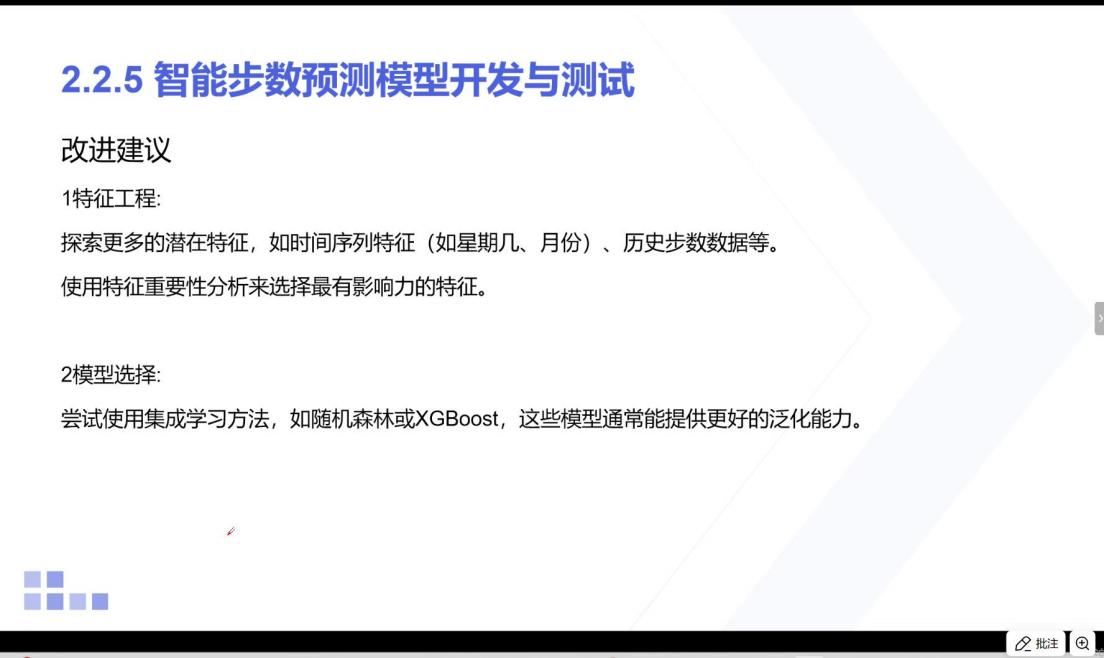 2.2.5 智能步数预测模型开发与测试
改进建议
1特征工程:
探索更多的潜在特征，如时间序列特征（如星期几、月份）、历史步数数据等。
使用特征重要性分析来选择最有影响力的特征。
2模型选择:
尝试使用集成学习方法，如随机森林或XGBoost，这些模型通常能提供更好的泛化能力。
批注